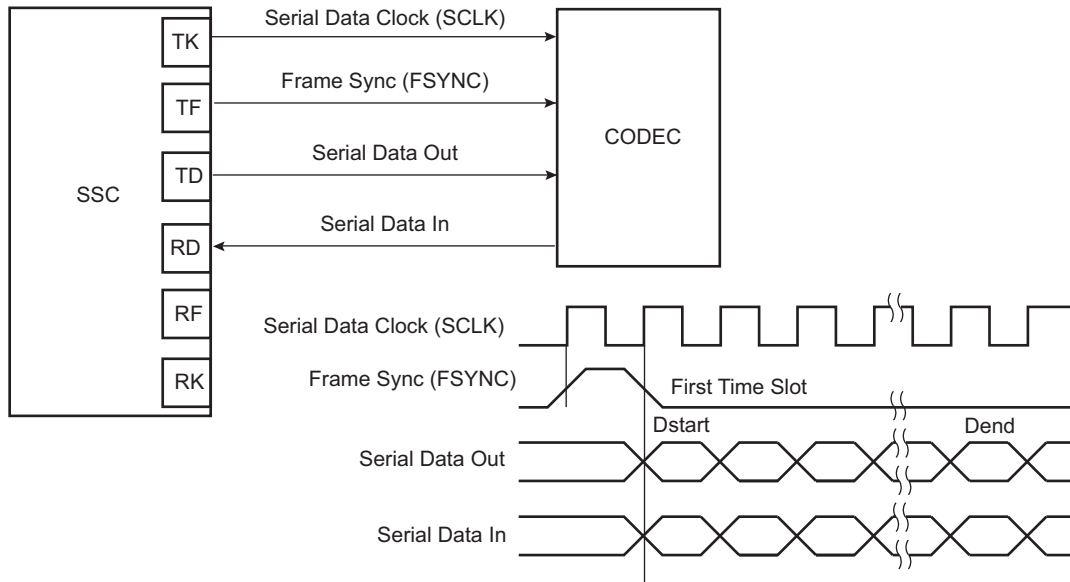 Serial Data Clock (SCLK)
TK
Frame Sync (FSYNC)
TF
CODEC
Serial Data Out
TD
SSC
Serial Data In
RD
RF
Serial Data Clock (SCLK)
RK
Frame Sync (FSYNC)
First Time Slot
Dstart
Dend
Serial Data Out
Serial Data In